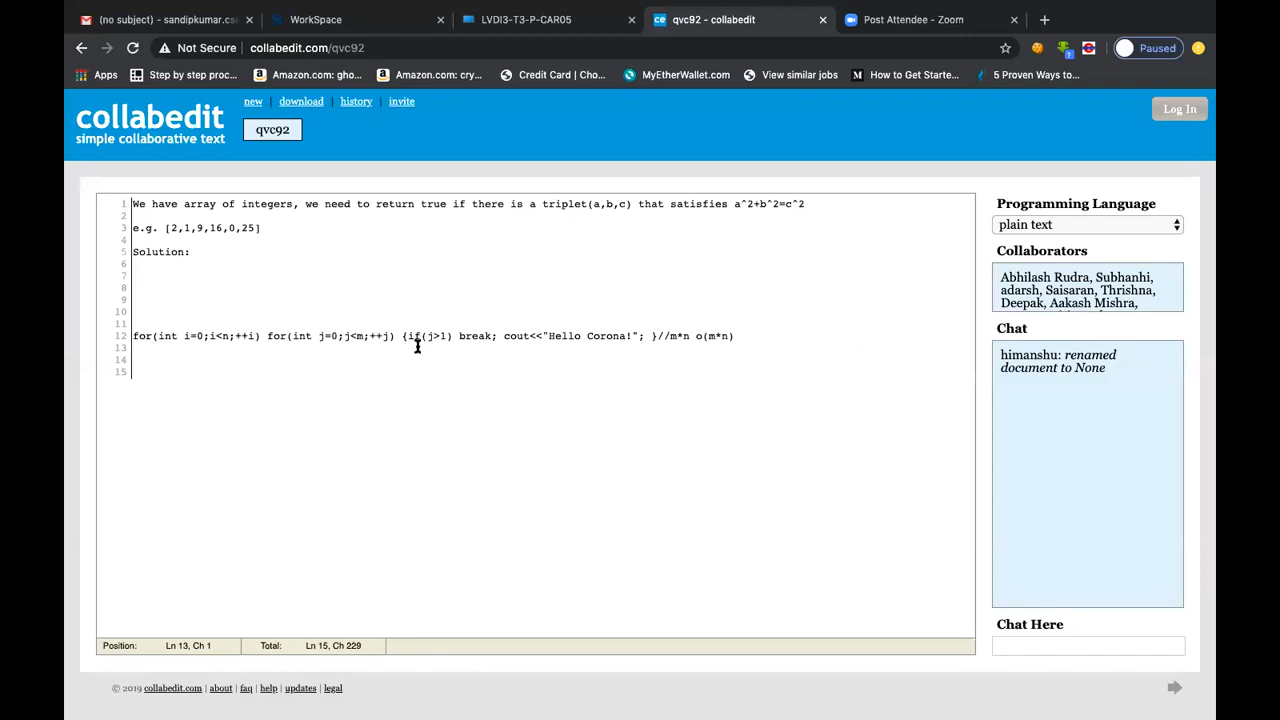 (no subject) - sandipkumar.cs
WorkSpace
LVDI3-T3-P-CAR05
ce
qvc92 - collabedit
Post Attendee - Zoom
Not Secure
collabedit.com/qvc92
?
Paused
Apps
Step by step proc...
Amazon.com: gho...
Amazon.com: cry...
Credit Card | Cho...
MyEtherWallet.com
View similar jobs
M How to Get Starte...
5 Proven Ways to...
collabedit
simple collaborative text
new | download | history | invite
qvc92
Log In
1 We have array of integers, we need to return true if there is a triplet(a,b,c) that satisfies a^2+b^2=c^2
2
3 e.g. [2,1,9,16,0,25]
4
5 Solution:
6
7
8
9
10
11
12 for(int i=0;i<n;++i) for(int j=0;j<m;++j) {if(j>1) break; cout<<"Hello Corona!"; }//m*n o(m*n)
13
14
15
Position: Ln 13, Ch 1 Total: Ln 15, Ch 229
Programming Language
plain text
Collaborators
Abhilash Rudra, Subhanhi,
adarsh, Saisaran, Thrishna,
Deepak, Aakash Mishra,
Chat
himanshu: renamed
document to None
Chat Here
© 2019 collabedit.com | about | faq | help | updates | legal